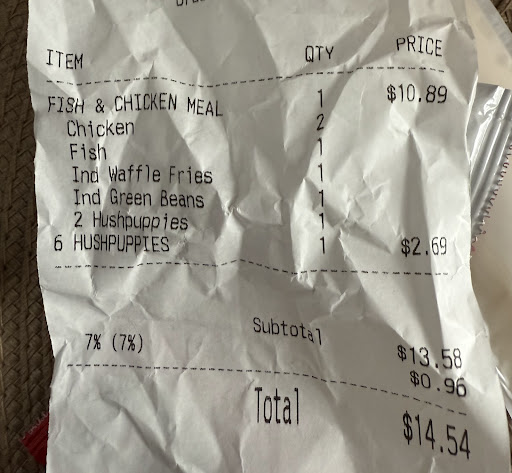 ITEM QTY PRICE
FISH & CHICKEN MEAL 1 $10.89
Chicken 2
Fish 1
Ind Waffle Fries 1
Ind Green Beans 1
2 Hushpuppies 1
6 HUSHPUPPIES 1 $2.69
Subtotal $13.58
7% (7%) $0.96
Total $14.54